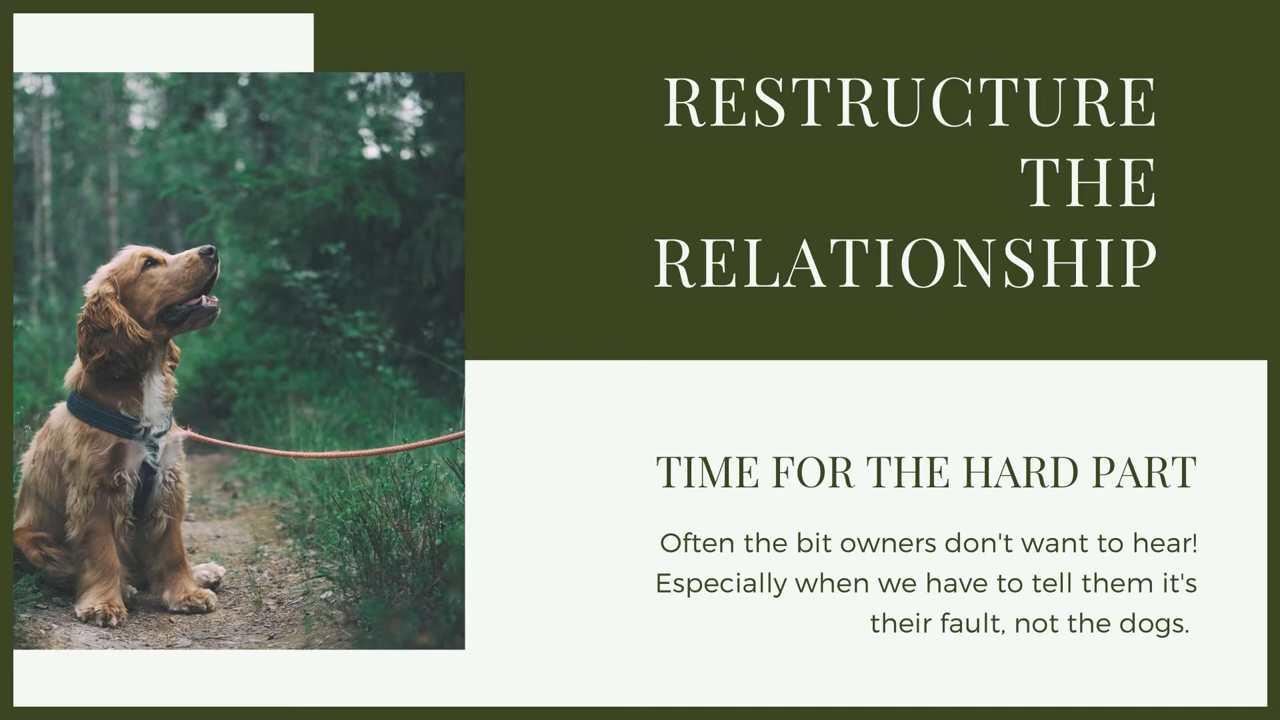 RESTRUCTURE
THE
RELATIONSHIP
TIME FOR THE HARD PART
Often the bit owners don't want to hear!
Especially when we have to tell them it's
their fault, not the dogs.